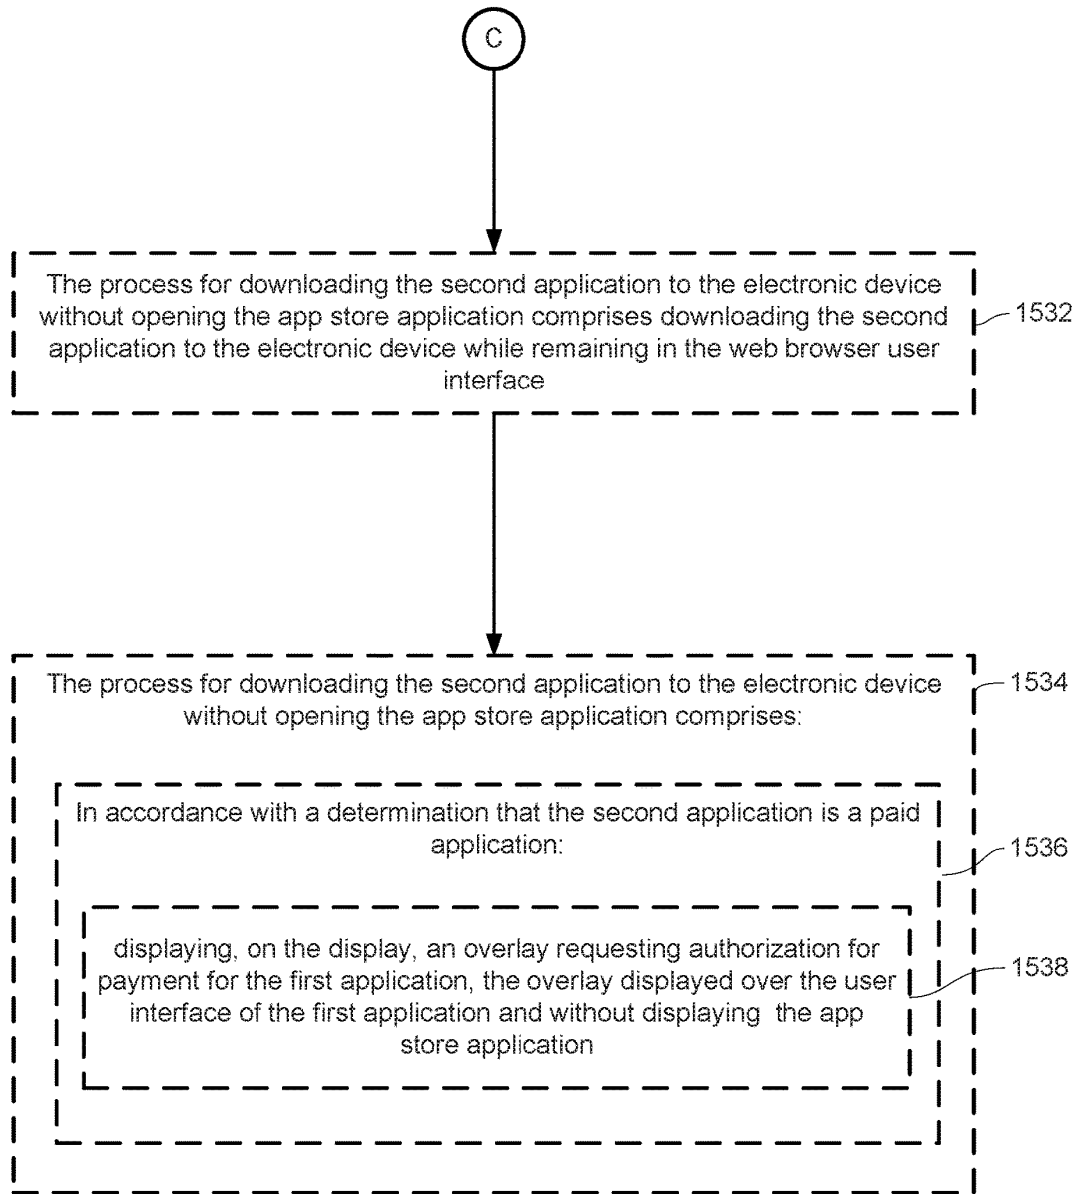 C
The process for downloading the second application to the electronic device
without opening the app store application comprises downloading the second
application to the electronic device while remaining in the web browser user
interface
1532
The process for downloading the second application to the electronic device
without opening the app store application comprises:
1534
In accordance with a determination that the second application is a paid
application:
1536
displaying, on the display, an overlay requesting authorization for
payment for the first application, the overlay displayed over the user
interface of the first application and without displaying the app
store application
1538